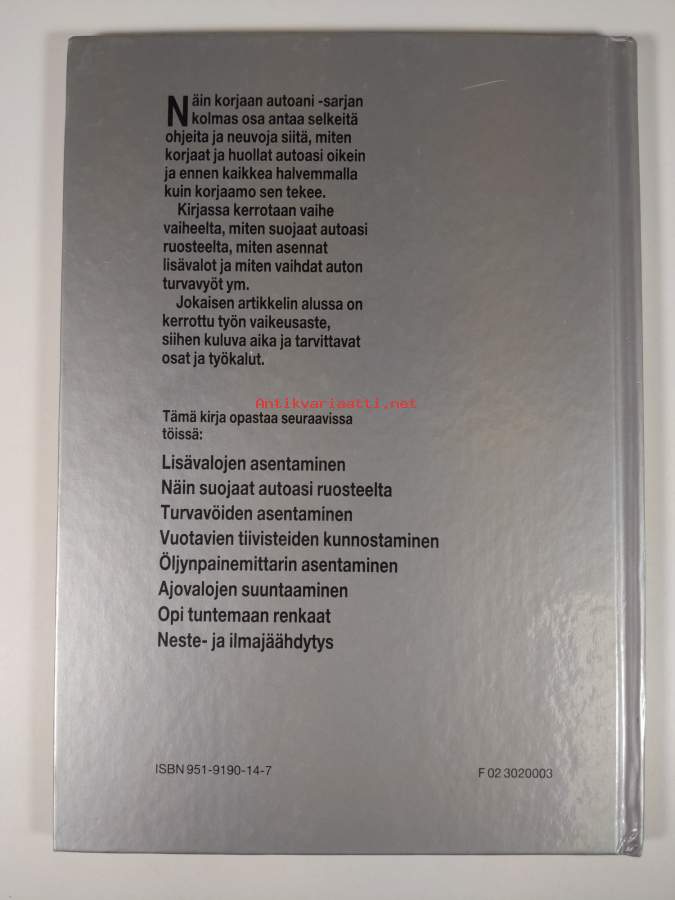 Näin korjaan autoani -sarjan
kolmas osa antaa selkeitä
ohjeita ja neuvoja siitä, miten
korjaat ja huollat autoasi oikein
ja ennen kaikkea halvemmalla
kuin korjaamo sen tekee.
Kirjassa kerrotaan vaihe
vaiheelta, miten suojaat autoasi
ruosteelta, miten asennat
lisävalot ja miten vaihdat auton
turvavyöt ym.
Jokaisen artikkelin alussa on
kerrottu työn vaikeusaste,
siihen kuluva aika ja tarvittavat
osat ja työkalut.
Antikvariaatti.net
Tämä kirja opastaa seuraavissa
töissä:
Lisävalojen asentaminen
Näin suojaat autoasi ruosteelta
Turvavöiden asentaminen
Vuotavien tiivisteiden kunnostaminen
Öljynpainemittarin asentaminen
Ajovalojen suuntaaminen
Opi tuntemaan renkaat
Neste- ja ilmajäähdytys
ISBN 951-9190-14-7
F 02 3020003